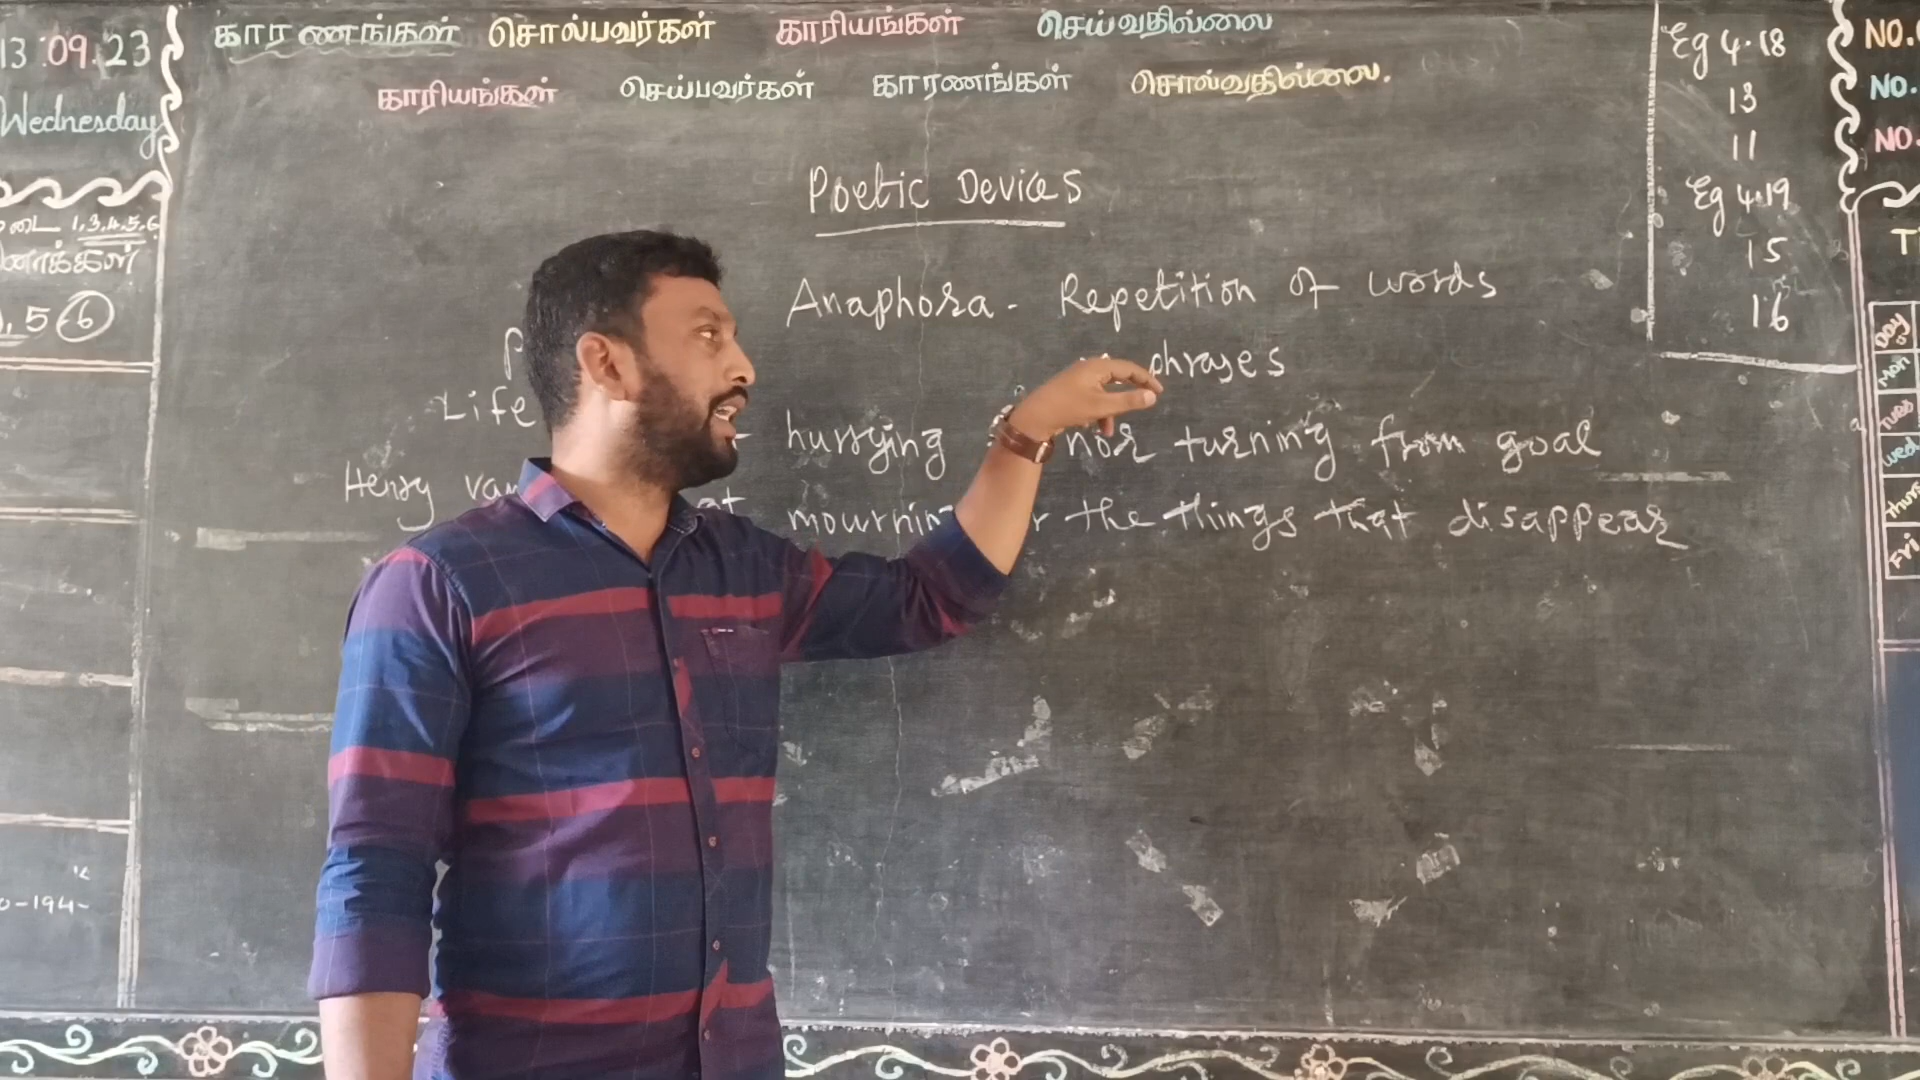 13.09.23
Wednesday
காரணங்கள் சொல்பவர்கள் காரியங்கள் செய்வதில்லை
காரியங்கள் செய்பவர்கள் காரணங்கள் சொல்வதில்லை.
Poetic Devices
Anaphora - Repetition of words
phrases
Life
hurrying nor turning from goal
Henry van
mourning the things that disappear
1,3,4,5,6
5 6
-194-
Eg 4.18
13
11
Eg 4.19
15
16
NO.
NO.
NO.
Day
Mon
Tues
Wed
Thurs
Fri